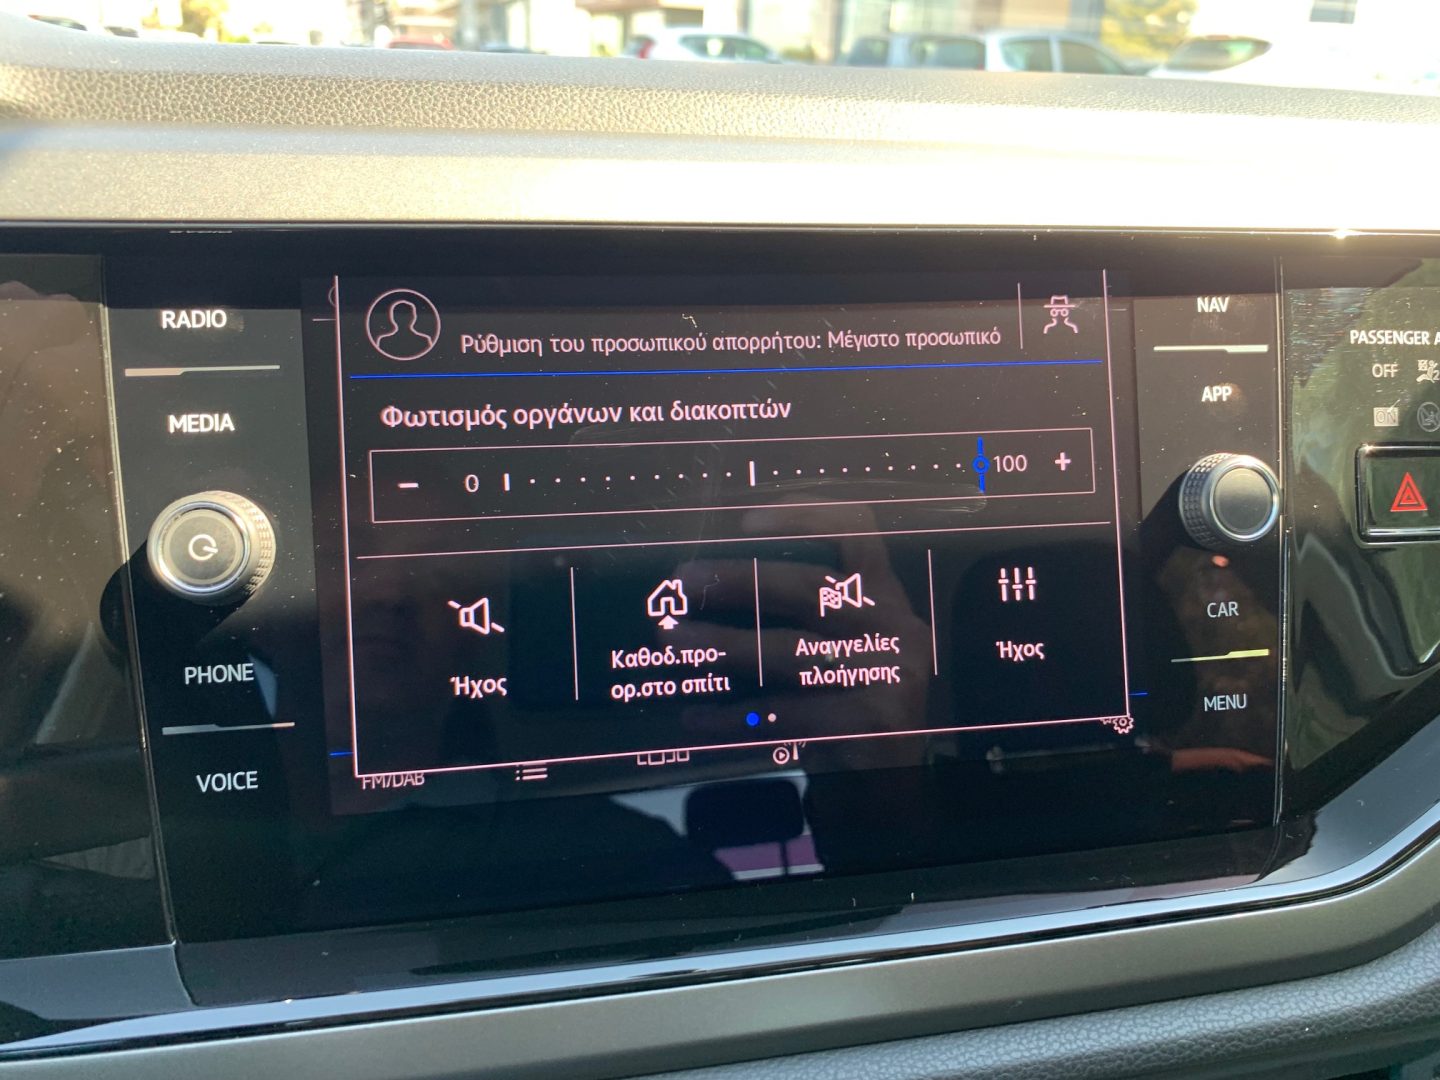 RADIO
MEDIA
PHONE
VOICE
Ρύθμιση του προσωπικού απορρήτου: Μέγιστο προσωπικό
Φωτισμός οργάνων και διακοπτών
− 0 100 +
Ήχος
Καθοδ.προ-
ορ.στο σπίτι
Αναγγελίες
πλοήγησης
Ήχος
FM/DAB
NAV
APP
CAR
MENU
PASSENGER A
OFF
ON